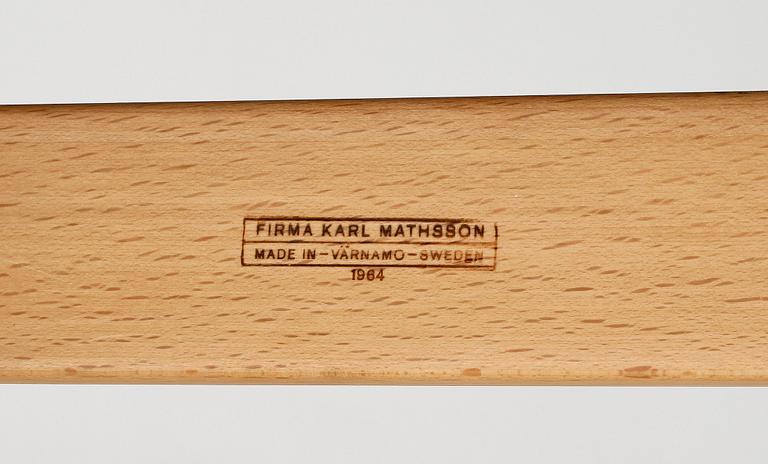 FIRMA KARL MATHSSON
MADE IN - VÄRNAMO - SWEDEN
1964